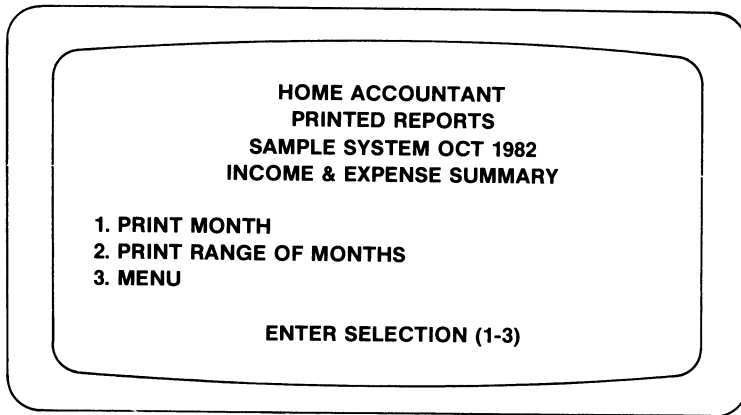 HOME ACCOUNTANT
PRINTED REPORTS
SAMPLE SYSTEM OCT 1982
INCOME & EXPENSE SUMMARY
1. PRINT MONTH
2. PRINT RANGE OF MONTHS
3. MENU
ENTER SELECTION (1-3)